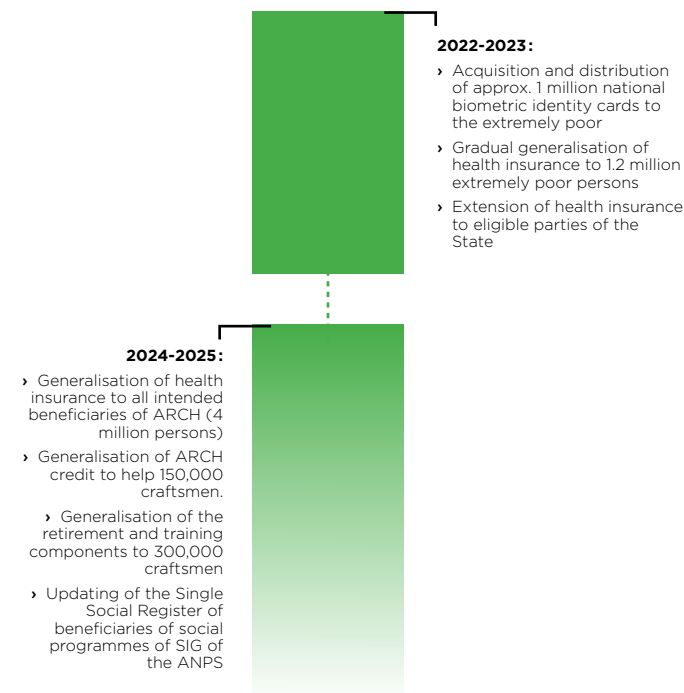 2022-2023:
› Acquisition and distribution
of approx. 1 million national
biometric identity cards to
the extremely poor
› Gradual generalisation of
health insurance to 1.2 million
extremely poor persons
› Extension of health insurance
to eligible parties of the
State
2024-2025:
› Generalisation of health
insurance to all intended
beneficiaries of ARCH (4
million persons)
› Generalisation of ARCH
credit to help 150,000
craftsmen.
› Generalisation of the
retirement and training
components to 300,000
craftsmen
› Updating of the Single
Social Register of
beneficiaries of social
programmes of SIG of
the ANPS